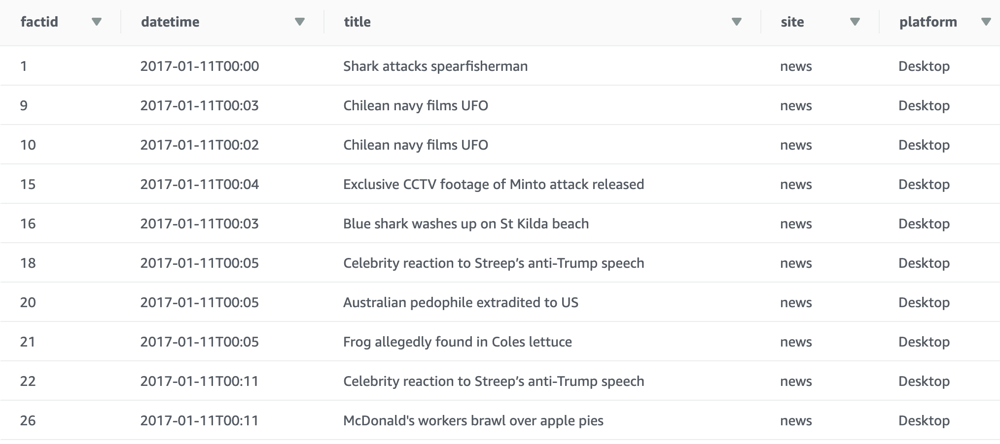 factid datetime title site platform
1 2017-01-11T00:00 Shark attacks spearfisherman news Desktop
9 2017-01-11T00:03 Chilean navy films UFO news Desktop
10 2017-01-11T00:02 Chilean navy films UFO news Desktop
15 2017-01-11T00:04 Exclusive CCTV footage of Minto attack released news Desktop
16 2017-01-11T00:03 Blue shark washes up on St Kilda beach news Desktop
18 2017-01-11T00:05 Celebrity reaction to Streep’s anti-Trump speech news Desktop
20 2017-01-11T00:05 Australian pedophile extradited to US news Desktop
21 2017-01-11T00:05 Frog allegedly found in Coles lettuce news Desktop
22 2017-01-11T00:11 Celebrity reaction to Streep’s anti-Trump speech news Desktop
26 2017-01-11T00:11 McDonald's workers brawl over apple pies news Desktop